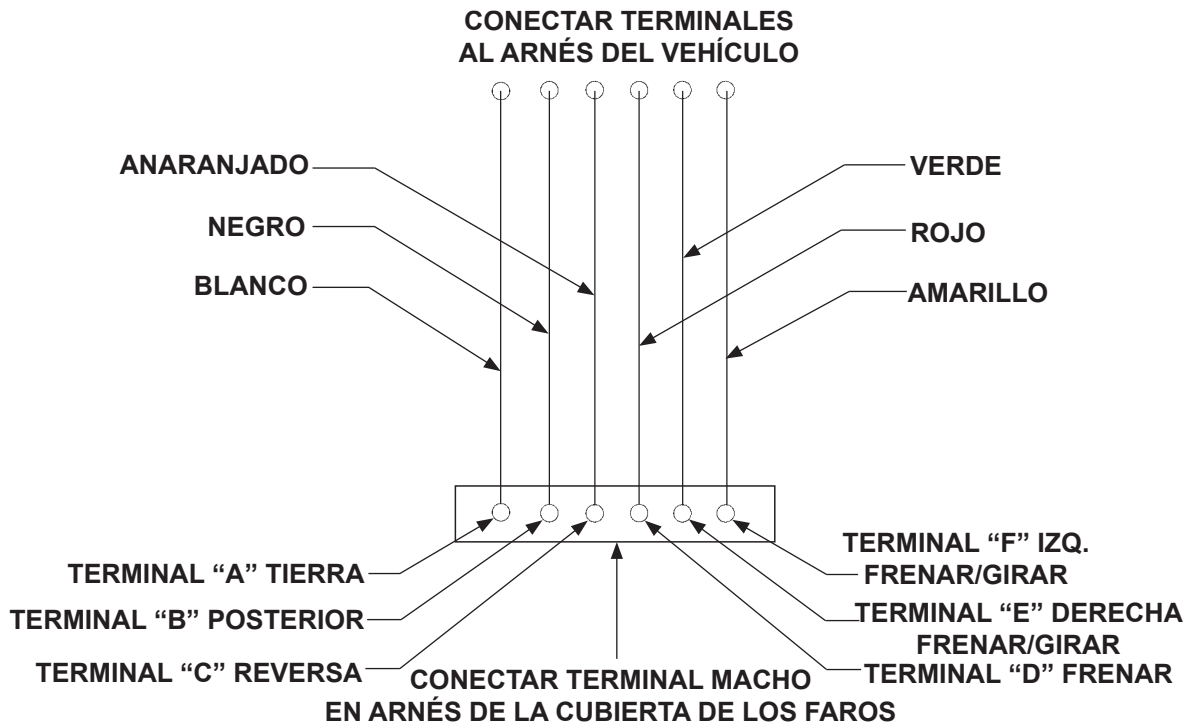 CONECTAR TERMINALES
AL ARNÉS DEL VEHÍCULO
ANARANJADO
NEGRO
BLANCO
VERDE
ROJO
AMARILLO
TERMINAL “A” TIERRA
TERMINAL “B” POSTERIOR
TERMINAL “C” REVERSA
TERMINAL “F” IZQ.
FRENAR/GIRAR
TERMINAL “E” DERECHA
FRENAR/GIRAR
TERMINAL “D” FRENAR
CONECTAR TERMINAL MACHO
EN ARNÉS DE LA CUBIERTA DE LOS FAROS